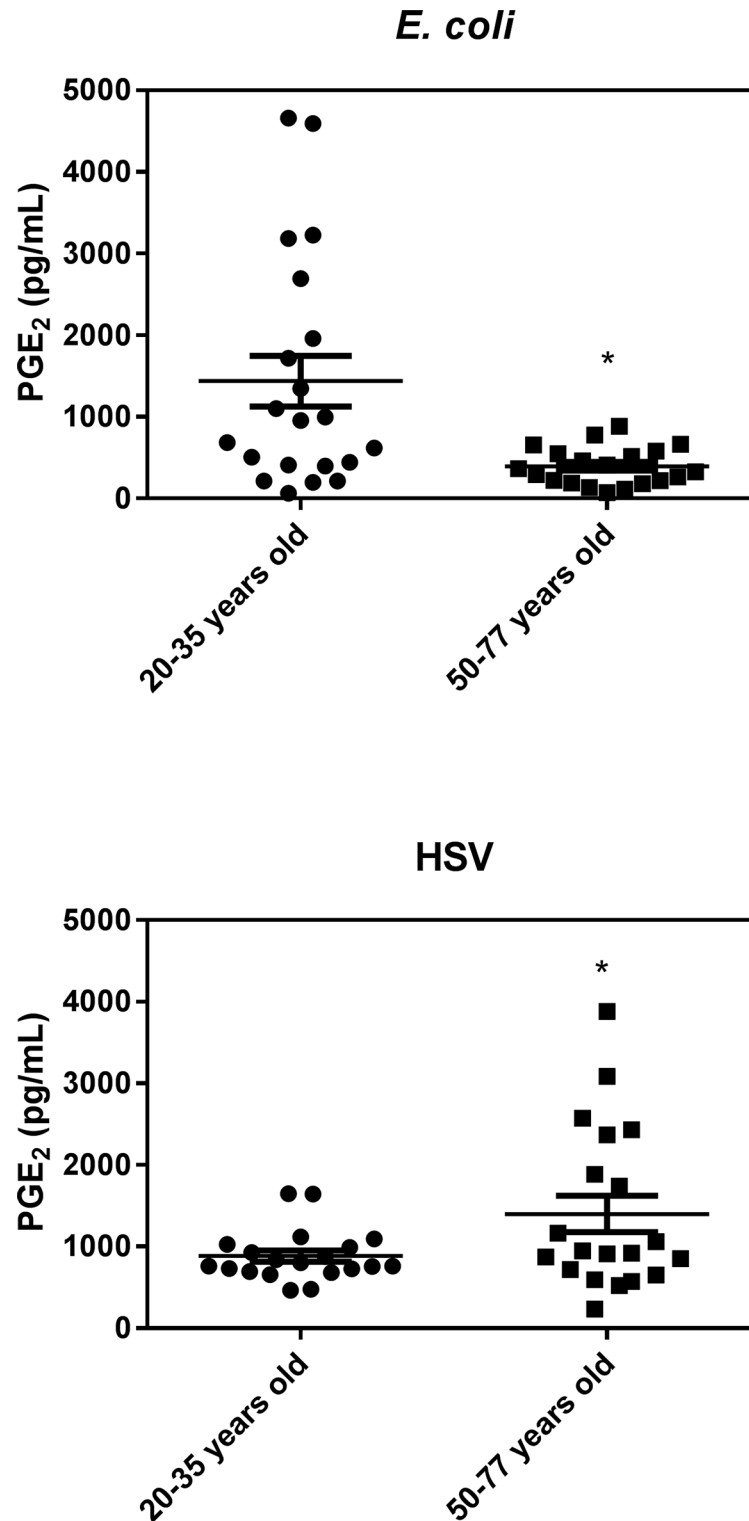 E. coli
5000
4000
3000
2000
1000
0
PGE₂ (pg/mL)
*
20-35 years old
50-77 years old
HSV
5000
4000
3000
2000
1000
0
PGE₂ (pg/mL)
*
20-35 years old
50-77 years old